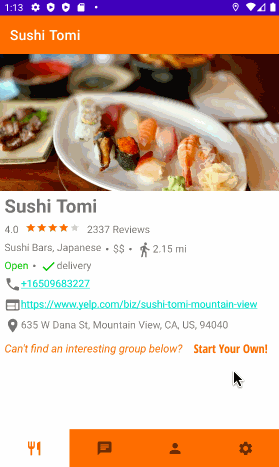 1:13
Sushi Tomi
Sushi Tomi
4.0 2337 Reviews
Sushi Bars, Japanese • $$ • 2.15 mi
Open • delivery
+16509683227
https://www.yelp.com/biz/sushi-tomi-mountain-view
635 W Dana St, Mountain View, CA, US, 94040
Can't find an interesting group below? Start Your Own!